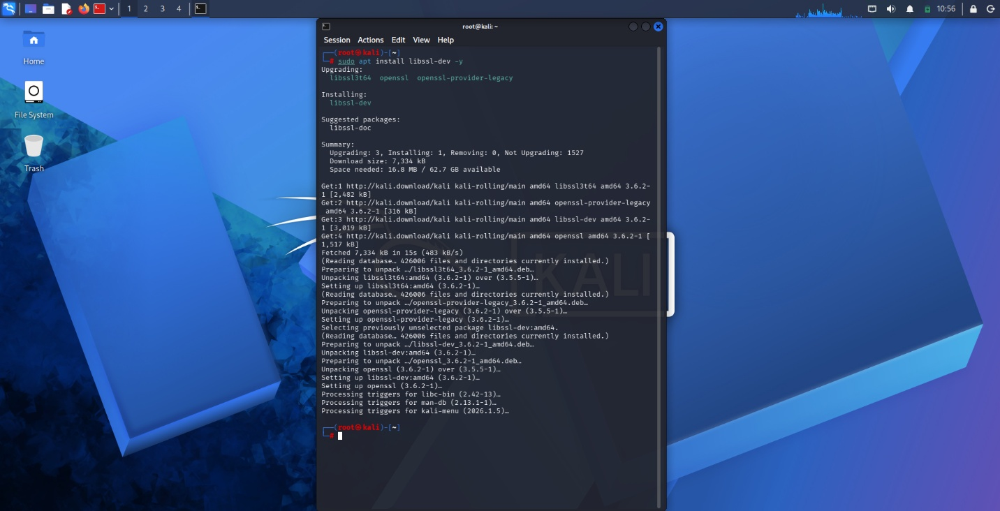 1 2 3 4
10:56
Home
File System
Trash
root@kali: ~
Session Actions Edit View Help
┌──(root㉿kali)-[~]
└─# sudo apt install libssl-dev -y
Upgrading:
  libssl3t64  openssl  openssl-provider-legacy

Installing:
  libssl-dev

Suggested packages:
  libssl-doc

Summary:
  Upgrading: 3, Installing: 1, Removing: 0, Not Upgrading: 1527
  Download size: 7,334 kB
  Space needed: 16.8 MB / 62.7 GB available

Get:1 http://kali.download/kali kali-rolling/main amd64 libssl3t64 amd64 3.6.2-
1 [2,482 kB]
Get:2 http://kali.download/kali kali-rolling/main amd64 openssl-provider-legacy
 amd64 3.6.2-1 [316 kB]
Get:3 http://kali.download/kali kali-rolling/main amd64 libssl-dev amd64 3.6.2-
1 [3,019 kB]
Get:4 http://kali.download/kali kali-rolling/main amd64 openssl amd64 3.6.2-1 [
1,517 kB]
Fetched 7,334 kB in 15s (483 kB/s)
(Reading database… 426006 files and directories currently installed.)
Preparing to unpack …/libssl3t64_3.6.2-1_amd64.deb…
Unpacking libssl3t64:amd64 (3.6.2-1) over (3.5.5-1)…
Setting up libssl3t64:amd64 (3.6.2-1)…
(Reading database… 426006 files and directories currently installed.)
Preparing to unpack …/openssl-provider-legacy_3.6.2-1_amd64.deb…
Unpacking openssl-provider-legacy (3.6.2-1) over (3.5.5-1)…
Setting up openssl-provider-legacy (3.6.2-1)…
Selecting previously unselected package libssl-dev:amd64.
(Reading database… 426006 files and directories currently installed.)
Preparing to unpack …/libssl-dev_3.6.2-1_amd64.deb…
Unpacking libssl-dev:amd64 (3.6.2-1)…
Preparing to unpack …/openssl_3.6.2-1_amd64.deb…
Unpacking openssl (3.6.2-1) over (3.5.5-1)…
Setting up libssl-dev:amd64 (3.6.2-1)…
Setting up openssl (3.6.2-1)…
Processing triggers for libc-bin (2.42-13)…
Processing triggers for man-db (2.13.1-1)…
Processing triggers for kali-menu (2026.1.5)…

┌──(root㉿kali)-[~]
└─#
KALI